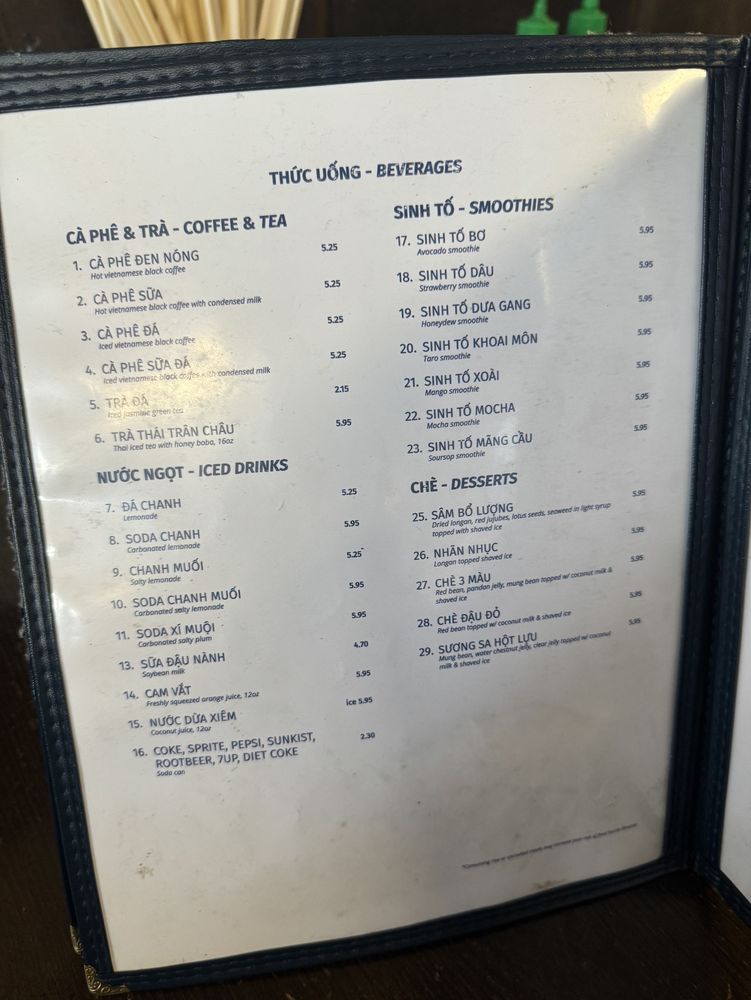 THỨC UỐNG - BEVERAGES
CÀ PHÊ & TRÀ - COFFEE & TEA
1. CÀ PHÊ ĐEN NÓNG 5.25
Hot vietnamese black coffee
2. CÀ PHÊ SỮA 5.25
Hot vietnamese black coffee with condensed milk
3. CÀ PHÊ ĐÁ 5.25
Iced vietnamese black coffee
4. CÀ PHÊ SỮA ĐÁ 5.25
Iced vietnamese black coffee with condensed milk
5. TRÀ ĐÁ 2.15
Iced jasmine green tea
6. TRÀ THÁI TRÂN CHÂU 5.95
Thai iced tea with honey boba, 16oz
NƯỚC NGỌT - ICED DRINKS
7. ĐÁ CHANH 5.25
Lemonade
8. SODA CHANH 5.95
Carbonated lemonade
9. CHANH MUỐI 5.25
Salty lemonade
10. SODA CHANH MUỐI 5.95
Carbonated salty lemonade
11. SODA XÍ MUỘI 5.95
Carbonated salty plum
13. SỮA ĐẬU NÀNH 4.70
Soybean milk
14. CAM VẮT 5.95
Freshly squeezed orange juice, 12oz
15. NƯỚC DỪA XIÊM ice 5.95
Coconut juice, 12oz
16. COKE, SPRITE, PEPSI, SUNKIST, 2.30
ROOTBEER, 7UP, DIET COKE
Soda can
SINH TỐ - SMOOTHIES
17. SINH TỐ BƠ 5.95
Avocado smoothie
18. SINH TỐ DÂU 5.95
Strawberry smoothie
19. SINH TỐ DƯA GANG 5.95
Honeydew smoothie
20. SINH TỐ KHOAI MÔN 5.95
Taro smoothie
21. SINH TỐ XOÀI 5.95
Mango smoothie
22. SINH TỐ MOCHA 5.95
Mocha smoothie
23. SINH TỐ MÃNG CẦU 5.95
Soursop smoothie
CHÈ - DESSERTS
25. SÂM BỔ LƯỢNG 5.95
Dried longan, red jujubes, lotus seeds, seaweed in light syrup
topped with shaved ice
26. NHÃN NHỤC 5.95
Longan topped shaved ice
27. CHÈ 3 MÀU 5.95
Red bean, pandan jelly, mung bean topped w/ coconut milk &
shaved ice
28. CHÈ ĐẬU ĐỎ 5.95
Red bean topped w/ coconut milk & shaved ice
29. SƯƠNG SA HỘT LỰU 5.95
Mung bean, water chestnut jelly, clear jelly topped w/ coconut
milk & shaved ice